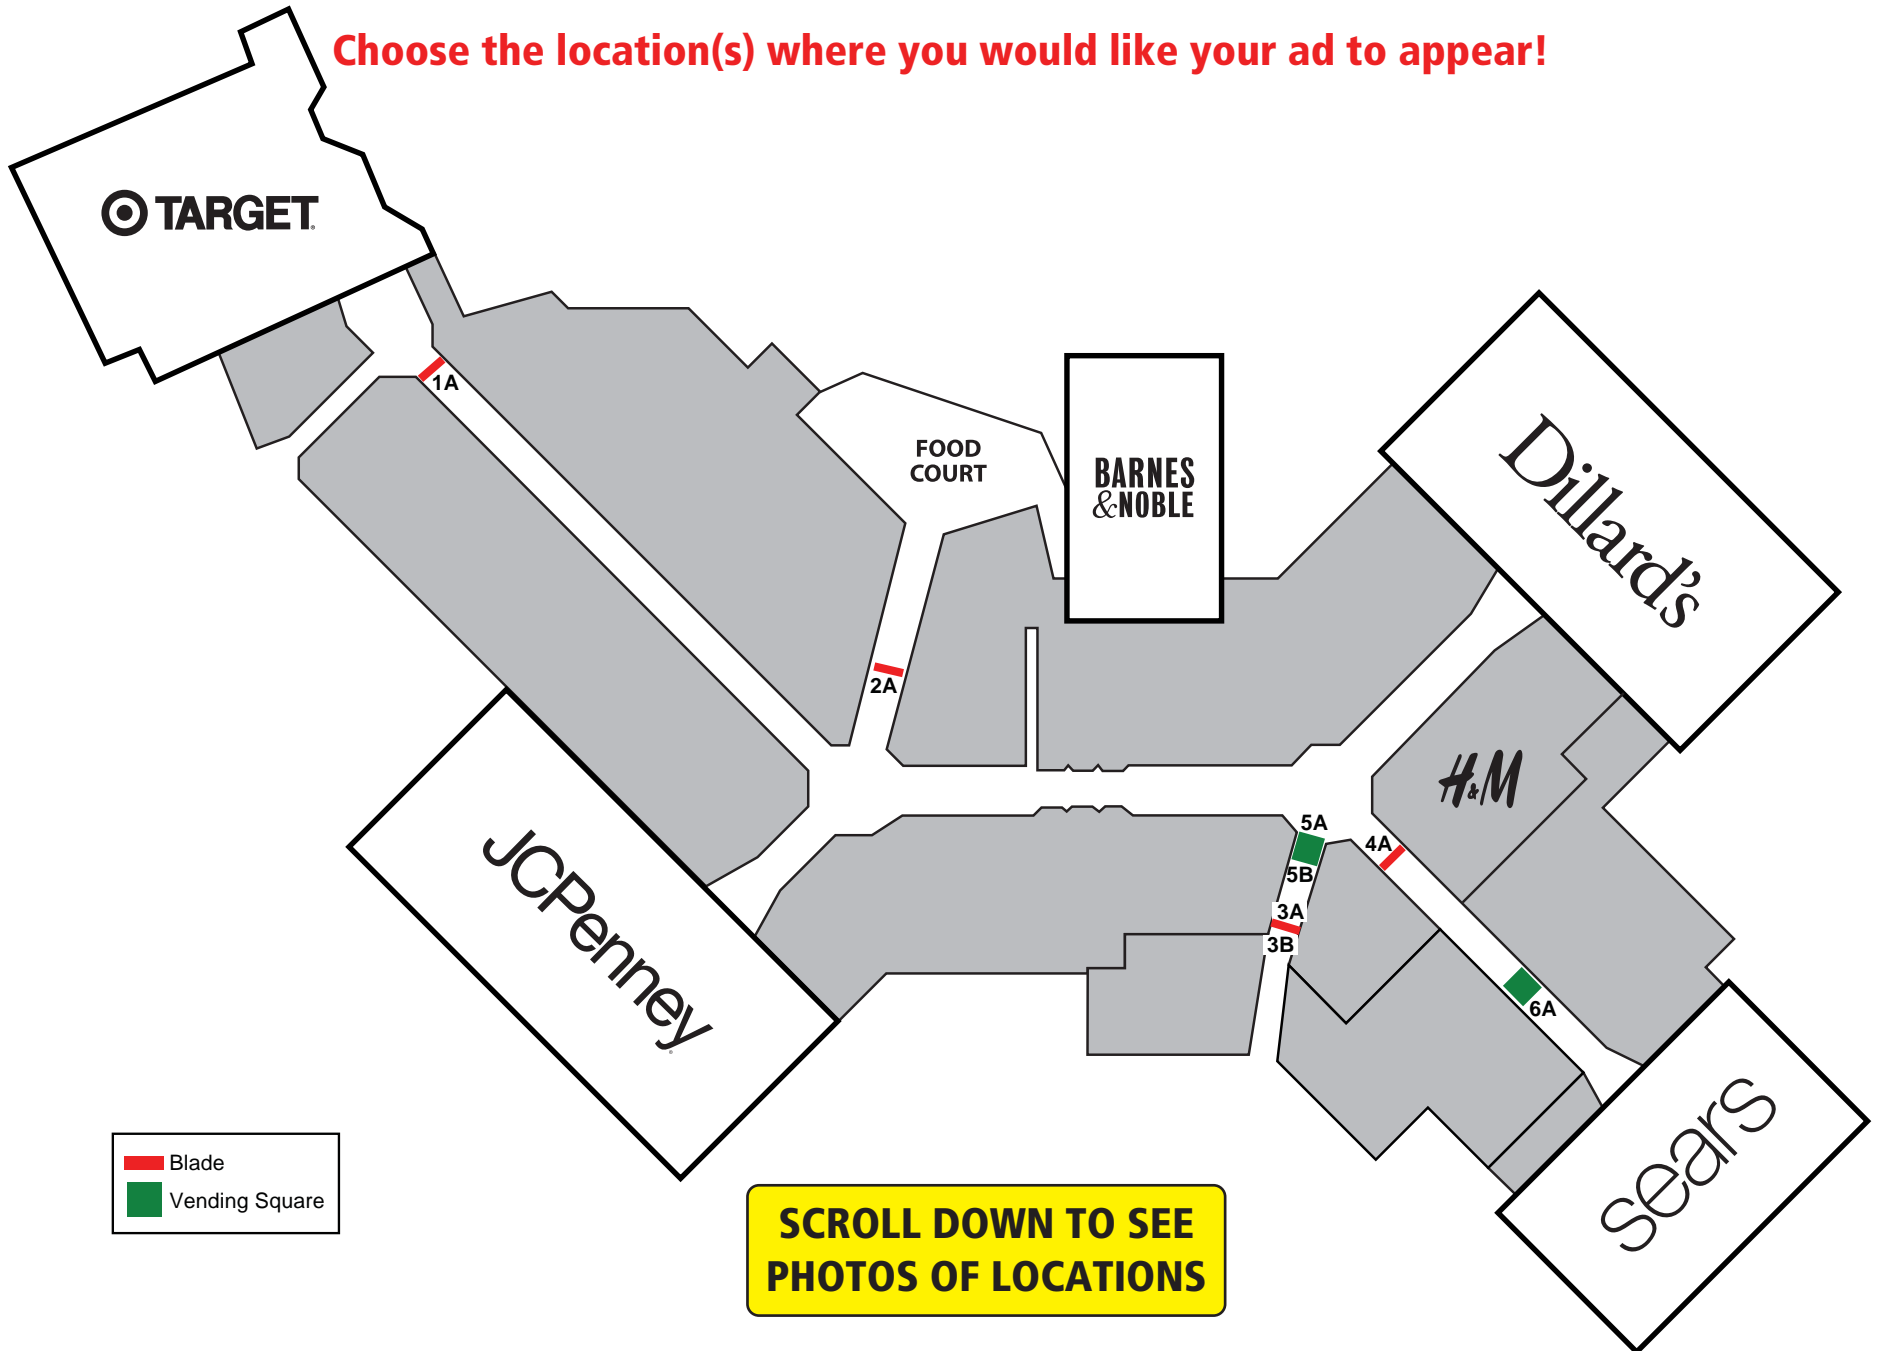 Choose the location(s) where you would like your ad to appear!
TARGET
1A
FOOD
COURT
BARNES
&NOBLE
Dillard's
2A
H&M
5A
4A
5B
3A
3B
JCPenney
6A
sears
Blade
Vending Square
SCROLL DOWN TO SEE
PHOTOS OF LOCATIONS